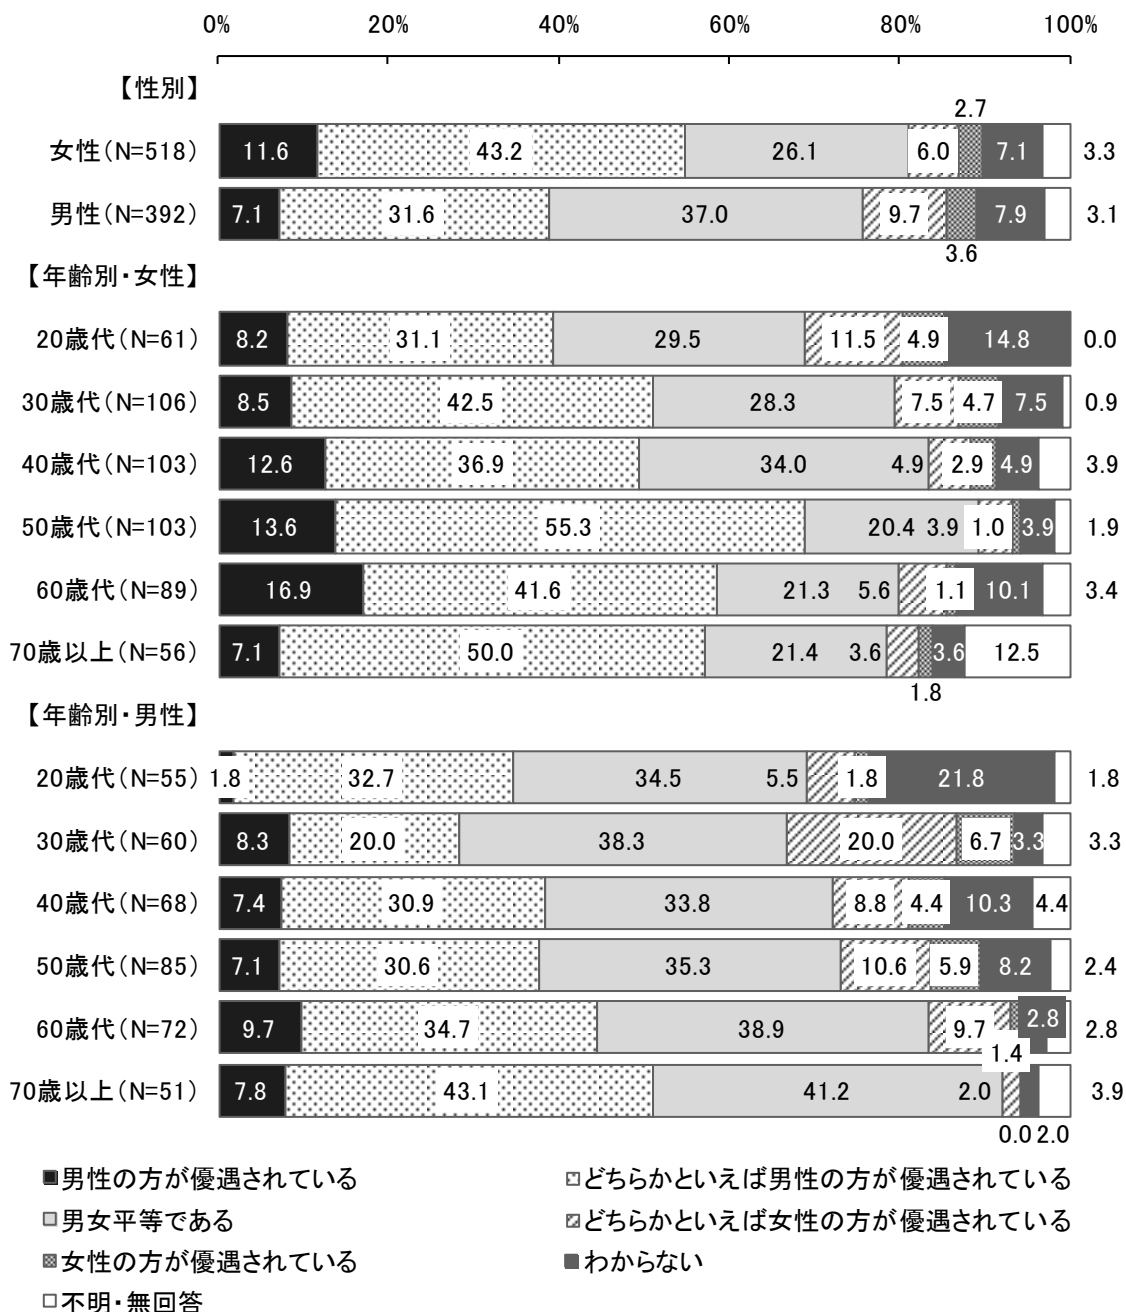 0% 20% 40% 60% 80% 100%
【性別】
2.7
女性(N=518) 11.6 43.2 26.1 6.0 7.1 3.3
男性(N=392) 7.1 31.6 37.0 9.7 7.9 3.1
3.6
【年齢別・女性】
20歳代(N=61) 8.2 31.1 29.5 11.5 4.9 14.8 0.0
30歳代(N=106) 8.5 42.5 28.3 7.5 4.7 7.5 0.9
40歳代(N=103) 12.6 36.9 34.0 4.9 2.9 4.9 3.9
50歳代(N=103) 13.6 55.3 20.4 3.9 1.0 3.9 1.9
60歳代(N=89) 16.9 41.6 21.3 5.6 1.1 10.1 3.4
70歳以上(N=56) 7.1 50.0 21.4 3.6 3.6 12.5
1.8
【年齢別・男性】
20歳代(N=55) 1.8 32.7 34.5 5.5 1.8 21.8 1.8
30歳代(N=60) 8.3 20.0 38.3 20.0 6.7 3.3 3.3
40歳代(N=68) 7.4 30.9 33.8 8.8 4.4 10.3 4.4
50歳代(N=85) 7.1 30.6 35.3 10.6 5.9 8.2 2.4
60歳代(N=72) 9.7 34.7 38.9 9.7 2.8 2.8
1.4
70歳以上(N=51) 7.8 43.1 41.2 2.0 3.9
0.0 2.0
男性の方が優遇されている どちらかといえば男性の方が優遇されている
男女平等である どちらかといえば女性の方が優遇されている
女性の方が優遇されている わからない
不明・無回答